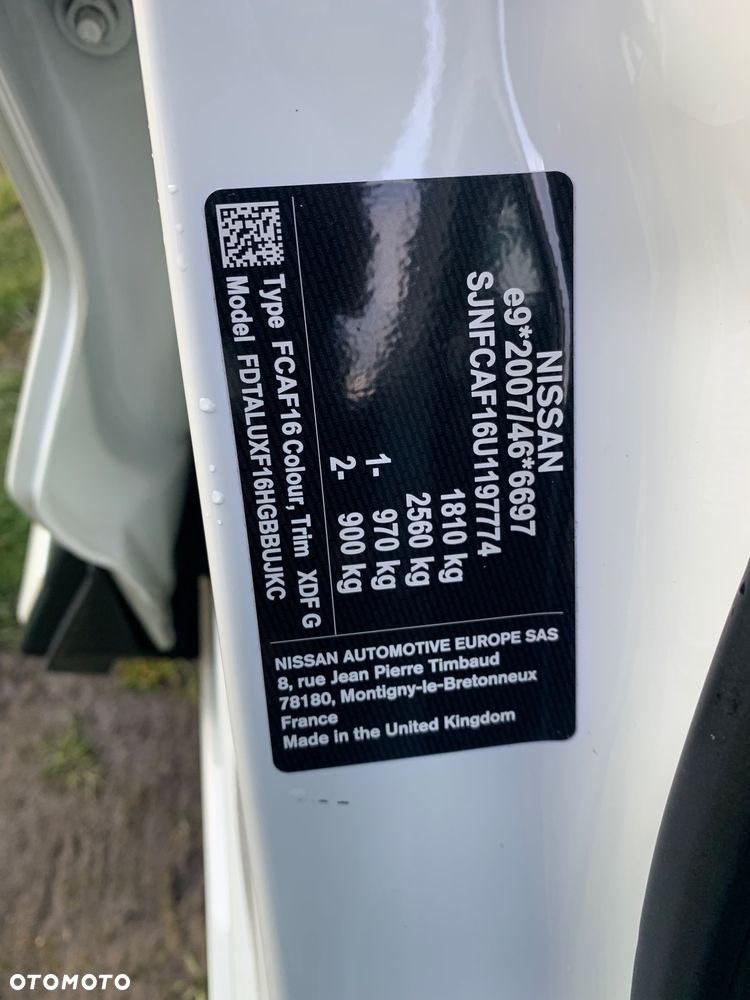 NISSAN
e9*2007/46*6697
SJNFCAF16U1197774
1810 kg
2560 kg
1- 970 kg
2- 900 kg
Type FCAF16 Colour, Trim XDF G
Model FDTALUXF16HGBBUJKC
NISSAN AUTOMOTIVE EUROPE SAS
8, rue Jean Pierre Timbaud
78180, Montigny-le-Bretonneux
France
Made in the United Kingdom
OTOMOTO